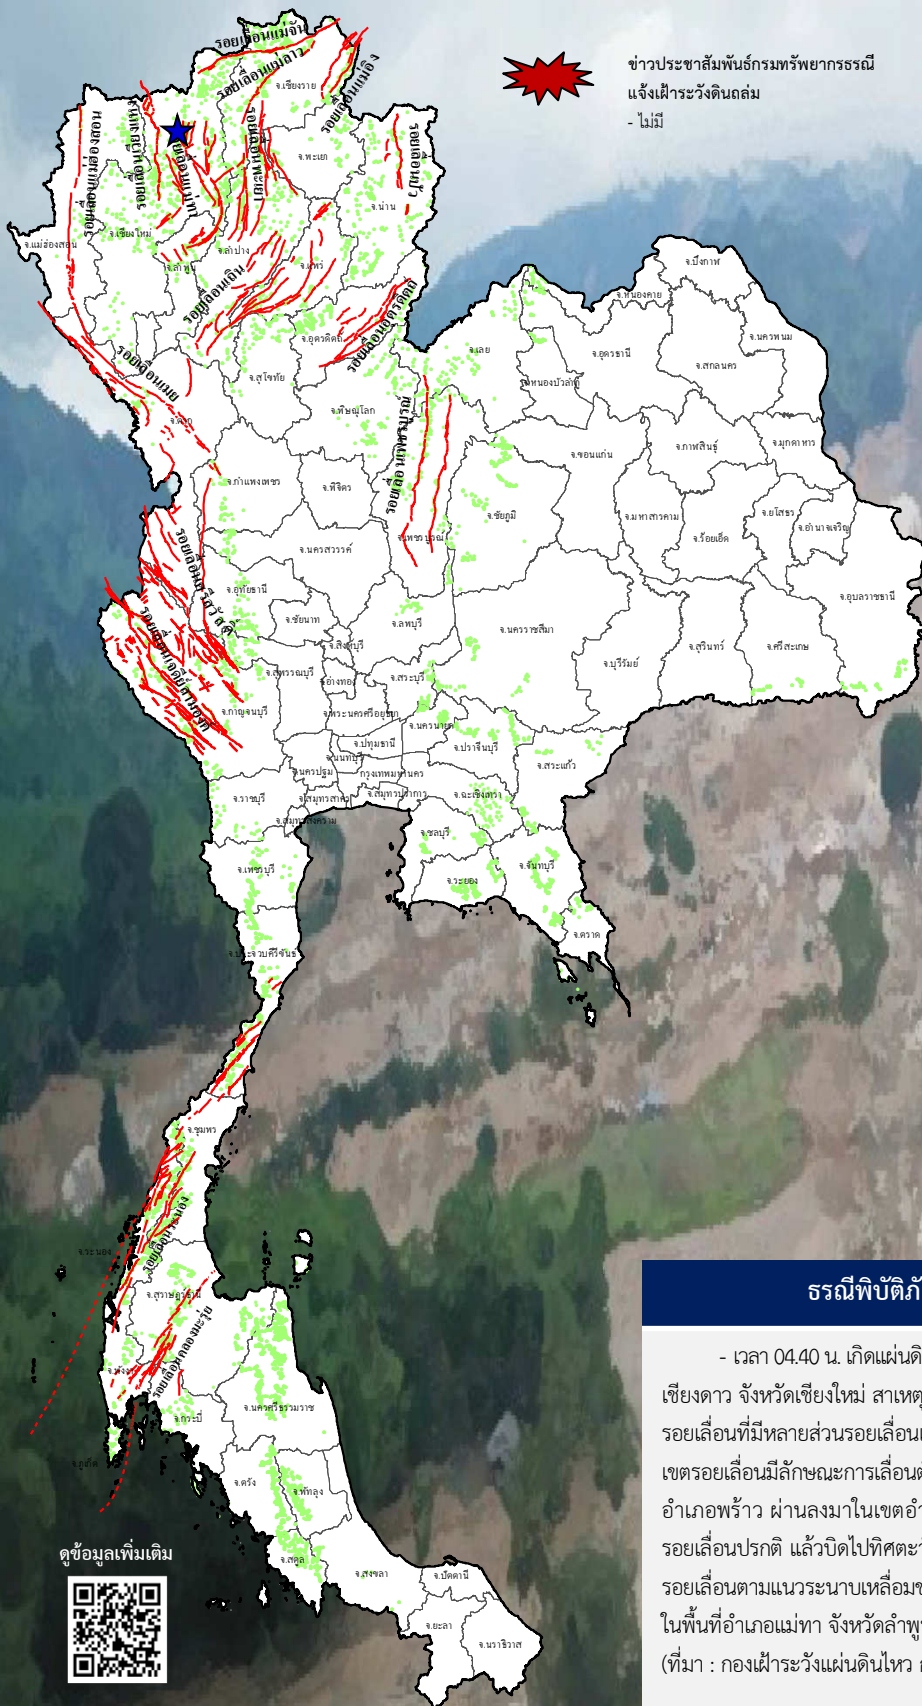 ข่าวประชาสัมพันธ์กรมทรัพยากรธรณี
แจ้งเฝ้าระวังดินถล่ม
- ไม่มี
รอยเลื่อนแม่จัน
รอยเลื่อนแม่ลาว
รอยเลื่อนแม่อิง
จ.เชียงราย
รอยเลื่อนแม่ฮ่องสอน
รอยเลื่อนแม่ทา
รอยเลื่อนพะเยา
รอยเลื่อนปัว
จ.พะเยา
จ.น่าน
จ.เชียงใหม่
จ.แม่ฮ่องสอน
จ.ลำปาง
จ.ลำพูน
จ.แพร่
รอยเลื่อนเถิน
รอยเลื่อนอุตรดิตถ์
จ.อุตรดิตถ์
จ.บึงกาฬ
จ.หนองคาย
จ.นครพนม
จ.เลย
จ.อุดรธานี
จ.สกลนคร
จ.หนองบัวลำภู
รอยเลื่อนเมย
จ.สุโขทัย
จ.ตาก
จ.พิษณุโลก
รอยเลื่อนเพชรบูรณ์
จ.ขอนแก่น
จ.กาฬสินธุ์
จ.มุกดาหาร
จ.กำแพงเพชร
จ.พิจิตร
จ.ชัยภูมิ
จ.มหาสารคาม
จ.ยโสธร
จ.อำนาจเจริญ
จ.ร้อยเอ็ด
จ.เพชรบูรณ์
จ.นครสวรรค์
รอยเลื่อนศรีสวัสดิ์
จ.อุทัยธานี
จ.อุบลราชธานี
จ.ชัยนาท
จ.ลพบุรี
จ.นครราชสีมา
รอยเลื่อนเจดีย์สามองค์
จ.สิงห์บุรี
จ.บุรีรัมย์
จ.สุรินทร์
จ.ศรีสะเกษ
จ.สุพรรณบุรี
จ.อ่างทอง
จ.สระบุรี
จ.กาญจนบุรี
จ.พระนครศรีอยุธยา
จ.นครนายก
จ.ปทุมธานี
จ.ปราจีนบุรี
จ.นนทบุรี
จ.สระแก้ว
จ.นครปฐม
กรุงเทพมหานคร
จ.ราชบุรี
จ.สมุทรสาคร
จ.สมุทรปราการ
จ.ฉะเชิงเทรา
จ.สมุทรสงคราม
จ.ชลบุรี
จ.เพชรบุรี
จ.ระยอง
จ.จันทบุรี
จ.ตราด
จ.ประจวบคีรีขันธ์
จ.ชุมพร
รอยเลื่อนระนอง
จ.ระนอง
จ.สุราษฎร์ธานี
รอยเลื่อนคลองมะรุ่ย
จ.พังงา
จ.นครศรีธรรมราช
จ.กระบี่
จ.ภูเก็ต
จ.ตรัง
จ.พัทลุง
จ.สตูล
จ.สงขลา
จ.ปัตตานี
จ.ยะลา
จ.นราธิวาส
ดูข้อมูลเพิ่มเติม
ธรณีพิบัติภั
- เวลา 04.40 น. เกิดแผ่นดิ
เชียงดาว จังหวัดเชียงใหม่ สาเหตุ
รอยเลื่อนที่มีหลายส่วนรอยเลื่อนแ
เขตรอยเลื่อนมีลักษณะการเลื่อนตั
อำเภอพร้าว ผ่านลงมาในเขตอำ
รอยเลื่อนปรกติ แล้วบิดไปทิศตะว
รอยเลื่อนตามแนวระนาบเหลื่อมข
ในพื้นที่อำเภอแม่ทา จังหวัดลำพู
(ที่มา : กองเฝ้าระวังแผ่นดินไหว ก